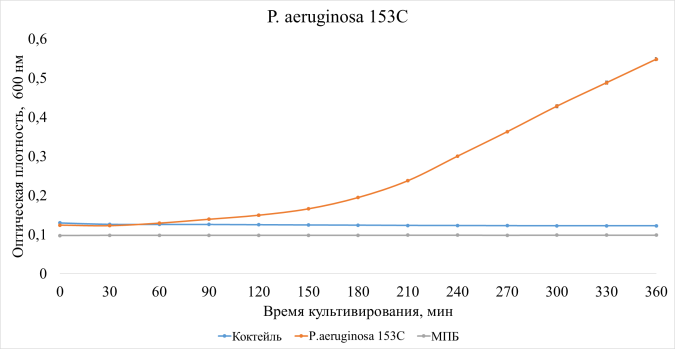 P. aeruginosa 153C
Оптическая плотность, 600 нм
0,6
0,5
0,4
0,3
0,2
0,1
0
0 30 60 90 120 150 180 210 240 270 300 330 360
Время культивирования, мин
Коктейль P.aeruginosa 153C МПБ